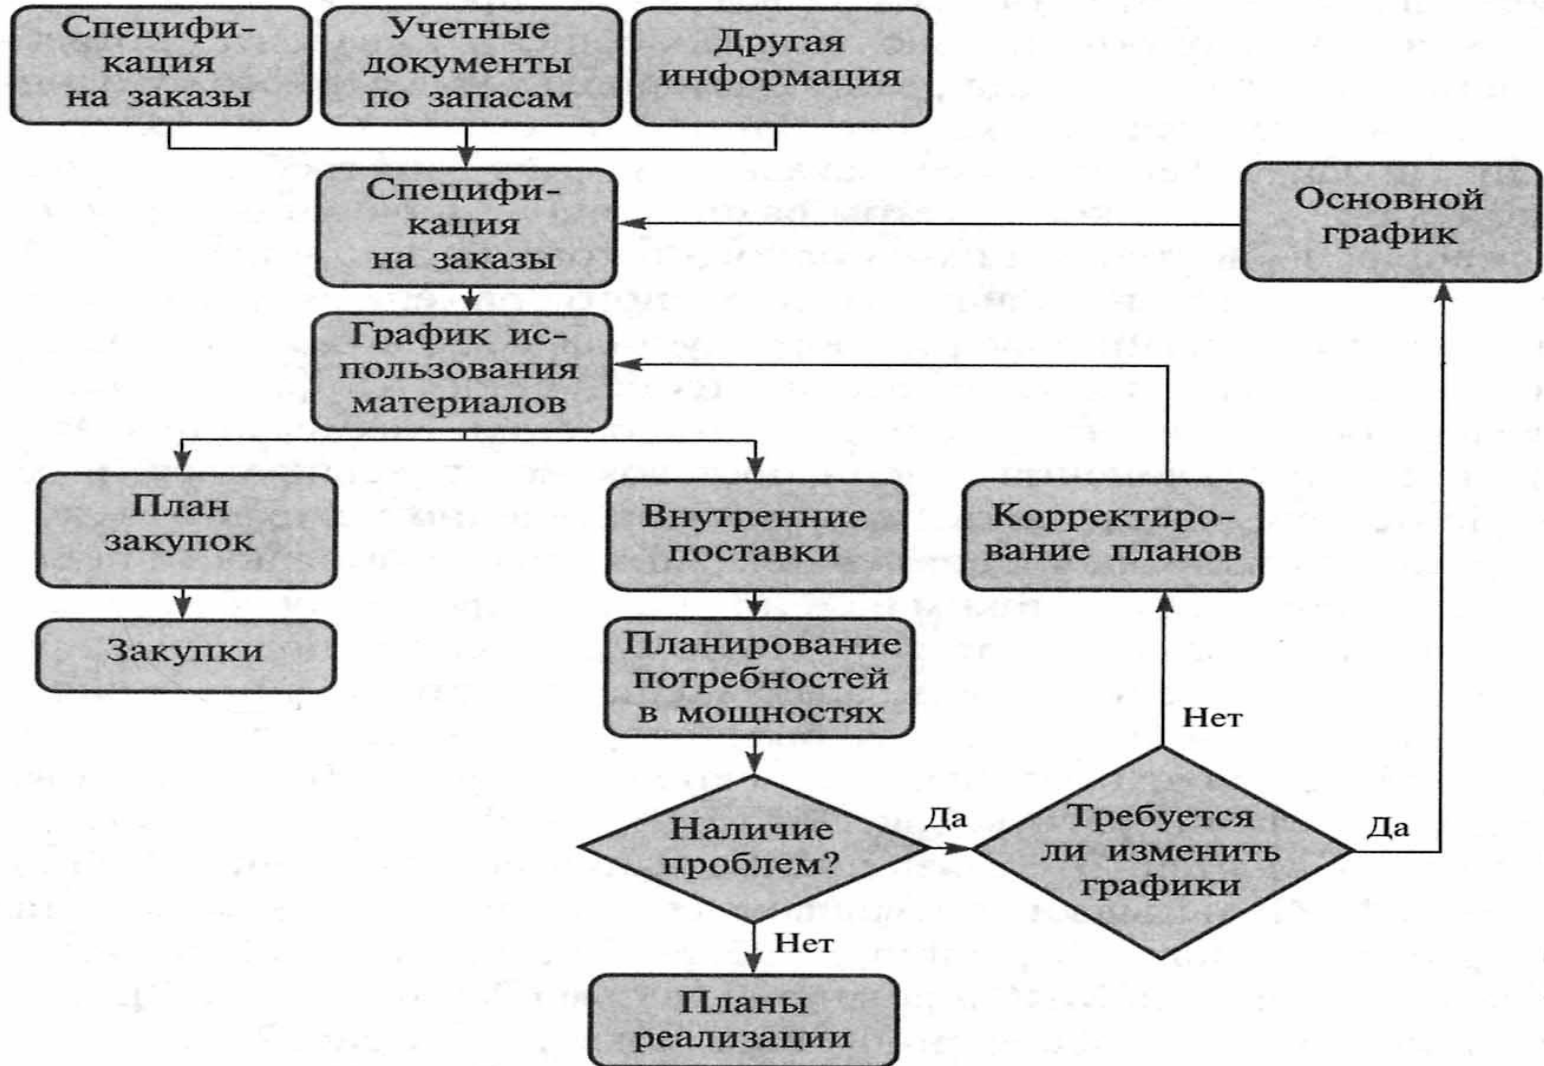 Специфи-
кация
на заказы
Учетные
документы
по запасам
Другая
информация
Специфи-
кация
на заказы
Основной
график
График ис-
пользования
материалов
План
закупок
Внутренние
поставки
Корректиро-
вание планов
Закупки
Планирование
потребностей
в мощностях
Нет
Наличие
проблем?
Да
Требуется
ли изменить
графики
Да
Нет
Планы
реализации